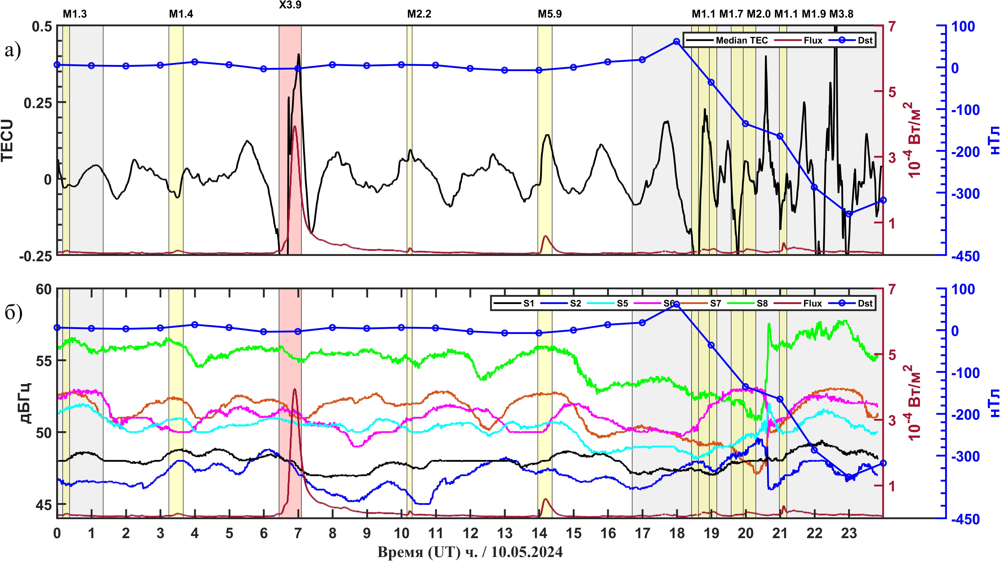 X3.9
M1.3 M1.4 M2.2 M5.9 M1.1 M1.7 M2.0 M1.1 M1.9 M3.8
а)
Median TEC Flux Dst
0.5
0.25
0
-0.25
TECU
7
5
3
1
10-4 Вт/м2
100
0
-100
-200
-300
-450
нТл
б)
S1 S2 S5 S6 S7 S8 Flux Dst
60
55
50
45
дБГц
7
5
3
1
10-4 Вт/м2
100
0
-100
-200
-300
-450
нТл
0 1 2 3 4 5 6 7 8 9 10 11 12 13 14 15 16 17 18 19 20 21 22 23
Время (UT) ч. / 10.05.2024